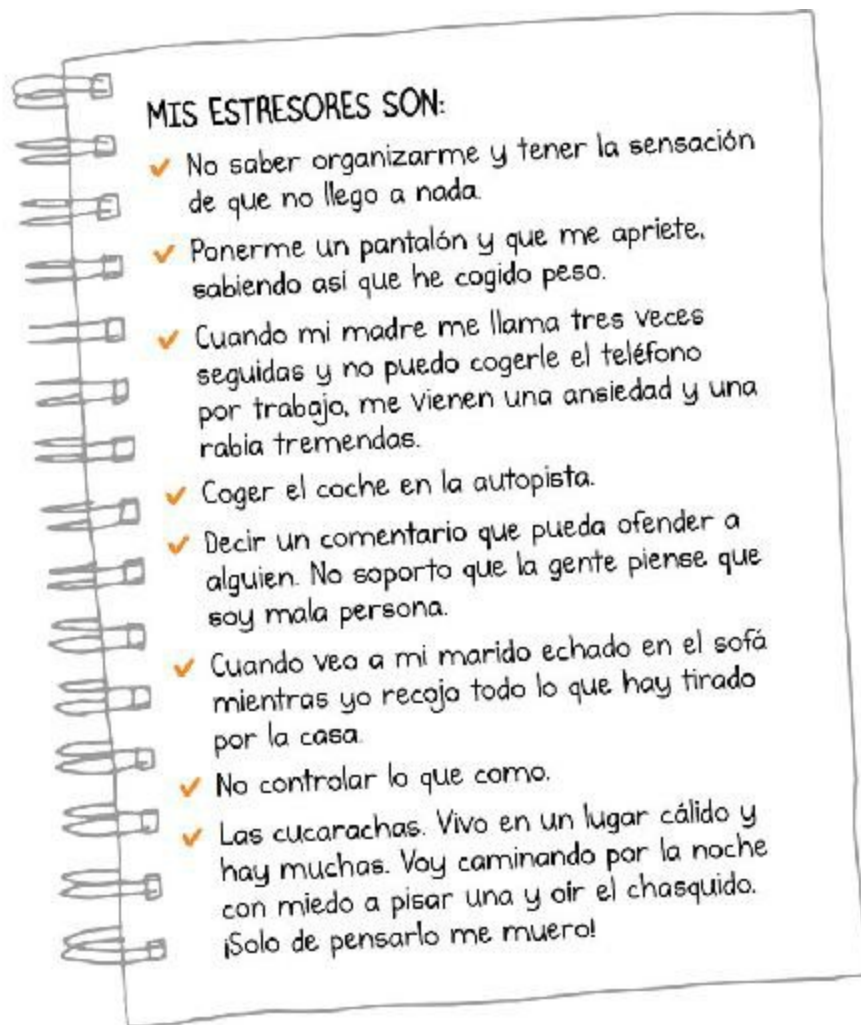 MIS ESTRESORES SON:
No saber organizarme y tener la sensación
de que no llego a nada.
Ponerme un pantalón y que me apriete,
sabiendo así que he cogido peso.
Cuando mi madre me llama tres veces
seguidas y no puedo cogerle el teléfono
por trabajo, me vienen una ansiedad y una
rabia tremendas.
Coger el coche en la autopista.
Decir un comentario que pueda ofender a
alguien. No soporto que la gente piense que
soy mala persona.
Cuando veo a mi marido echado en el sofá
mientras yo recojo todo lo que hay tirado
por la casa.
No controlar lo que como.
Las cucarachas. Vivo en un lugar cálido y
hay muchas. Voy caminando por la noche
con miedo a pisar una y oír el chasquido.
¡Solo de pensarlo me muero!